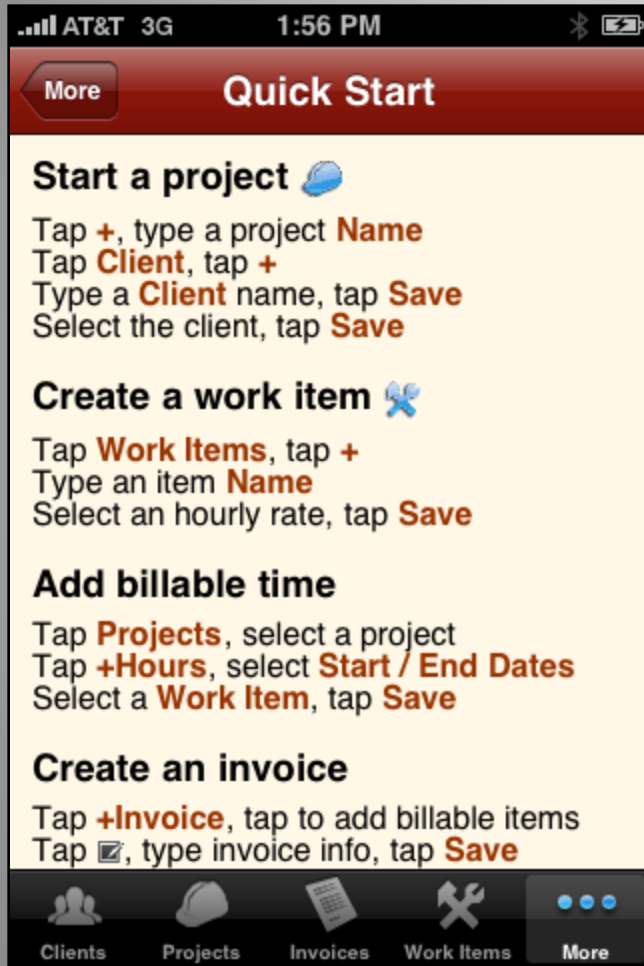 AT&T 3G 1:56 PM
More Quick Start
Start a project
Tap +, type a project Name
Tap Client, tap +
Type a Client name, tap Save
Select the client, tap Save
Create a work item
Tap Work Items, tap +
Type an item Name
Select an hourly rate, tap Save
Add billable time
Tap Projects, select a project
Tap +Hours, select Start / End Dates
Select a Work Item, tap Save
Create an invoice
Tap +Invoice, tap to add billable items
Tap , type invoice info, tap Save
Clients Projects Invoices Work Items More